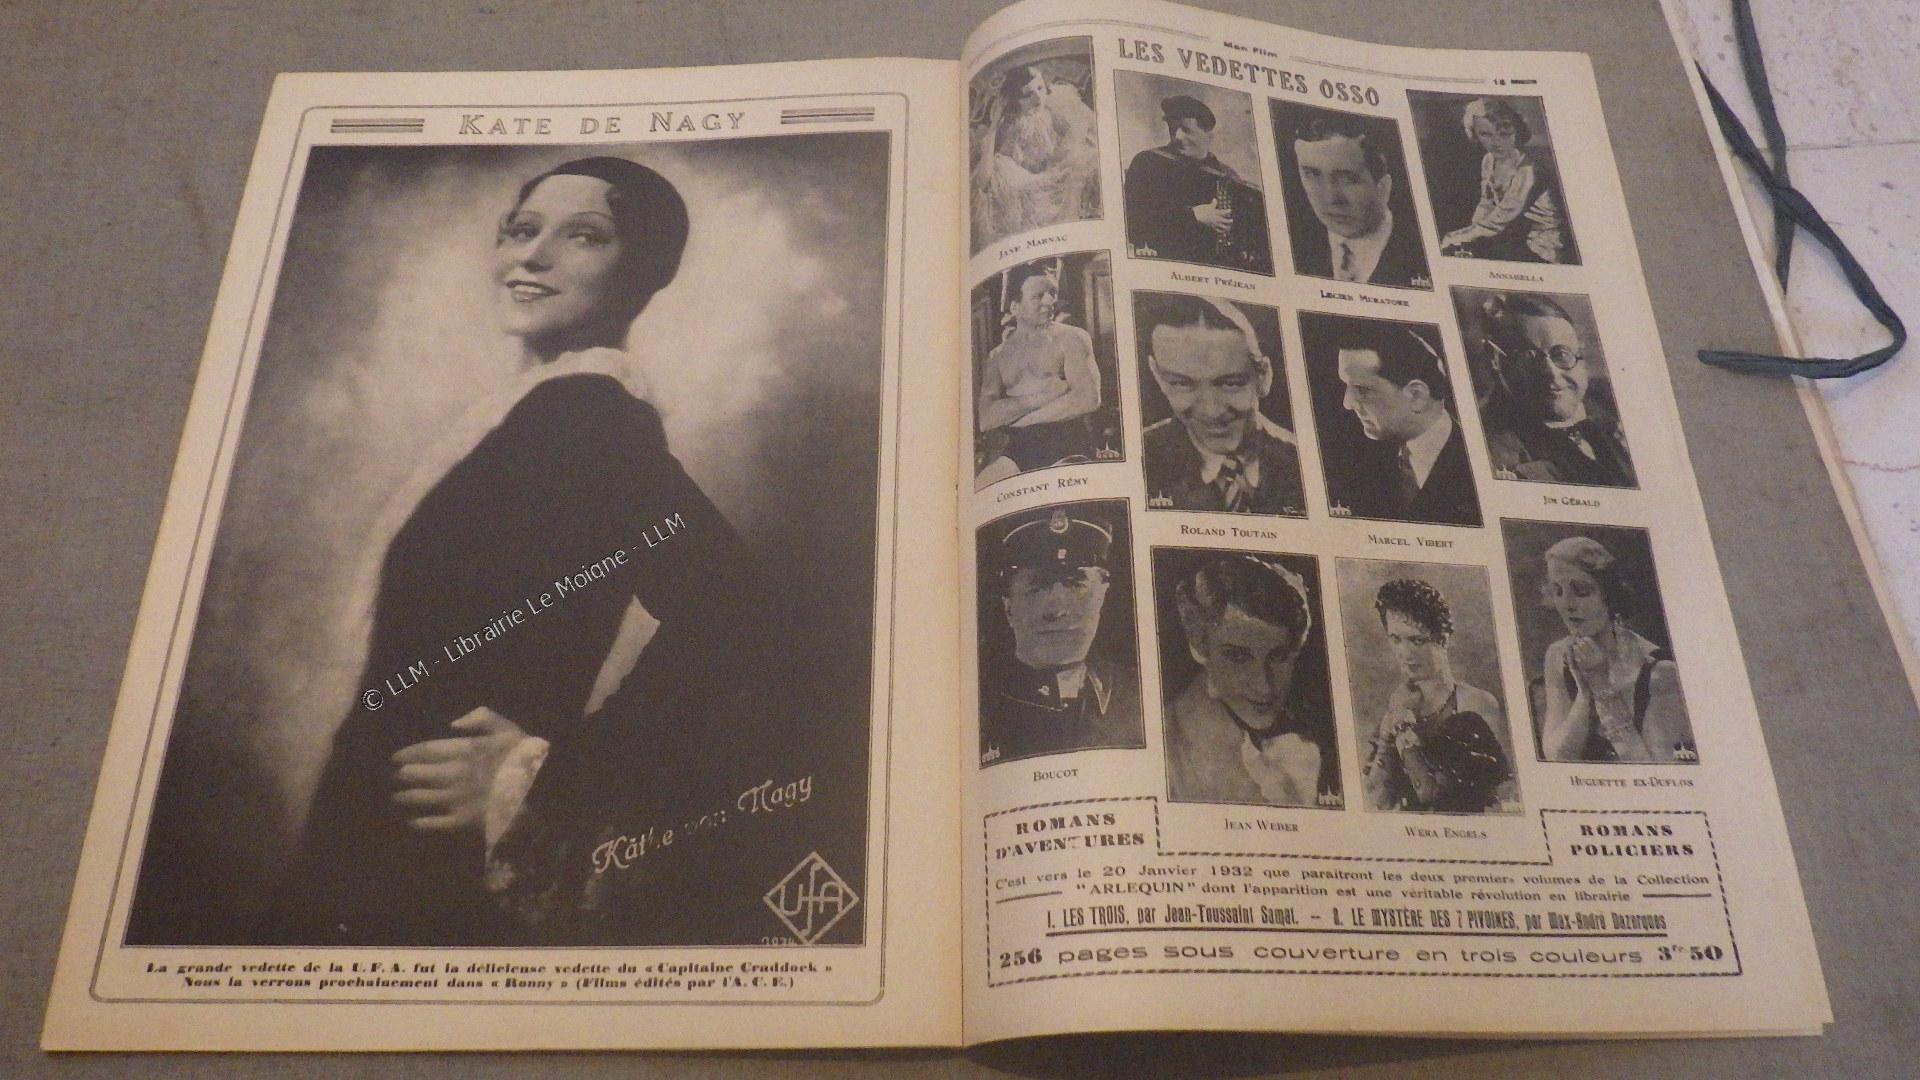 KATE DE NAGY
© LLM - Librairie Le Moigne - LLM
Käthe von Nagy
UFA
La grande vedette de la U.F.A. fut la délicieuse vedette du « Capitaine Craddock »
Nous la verrons prochainement dans « Ronny » (Films édités par l'A.C.E.)
Mon Film
LES VEDETTES OSSO
JANE MARNAC
ALBERT PRÉJEAN
LUCIEN MURATORE
ANNABELLA
CONSTANT RÉMY
ROLAND TOUTAIN
MARCEL VIBERT
JIM GÉRALD
BOUCOT
JEAN WEBER
WERA ENGELS
HUGUETTE EX-DUFLOS
ROMANS
D'AVENTURES
ROMANS
POLICIERS
C'est vers le 20 Janvier 1932 que paraîtront les deux premiers volumes de la Collection
"ARLEQUIN" dont l'apparition est une véritable révolution en librairie
I. LES TROIS, par Jean-Toussaint Samat. — 2. LE MYSTÈRE DES 7 PIVOINES, par Max-André Dazergues
256 pages sous couverture en trois couleurs 3fr50